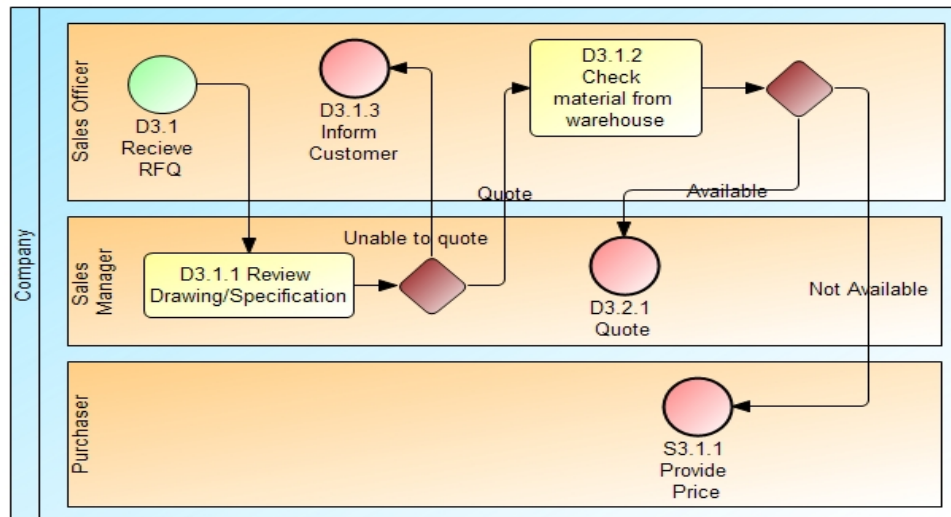 Company
Sales Officer
D3.1
Recieve
RFQ
D3.1.3
Inform
Customer
D3.1.2
Check
material from
warehouse
Quote
Available
Sales
Manager
D3.1.1 Review
Drawing/Specification
Unable to quote
D3.2.1
Quote
Not Available
Purchaser
S3.1.1
Provide
Price